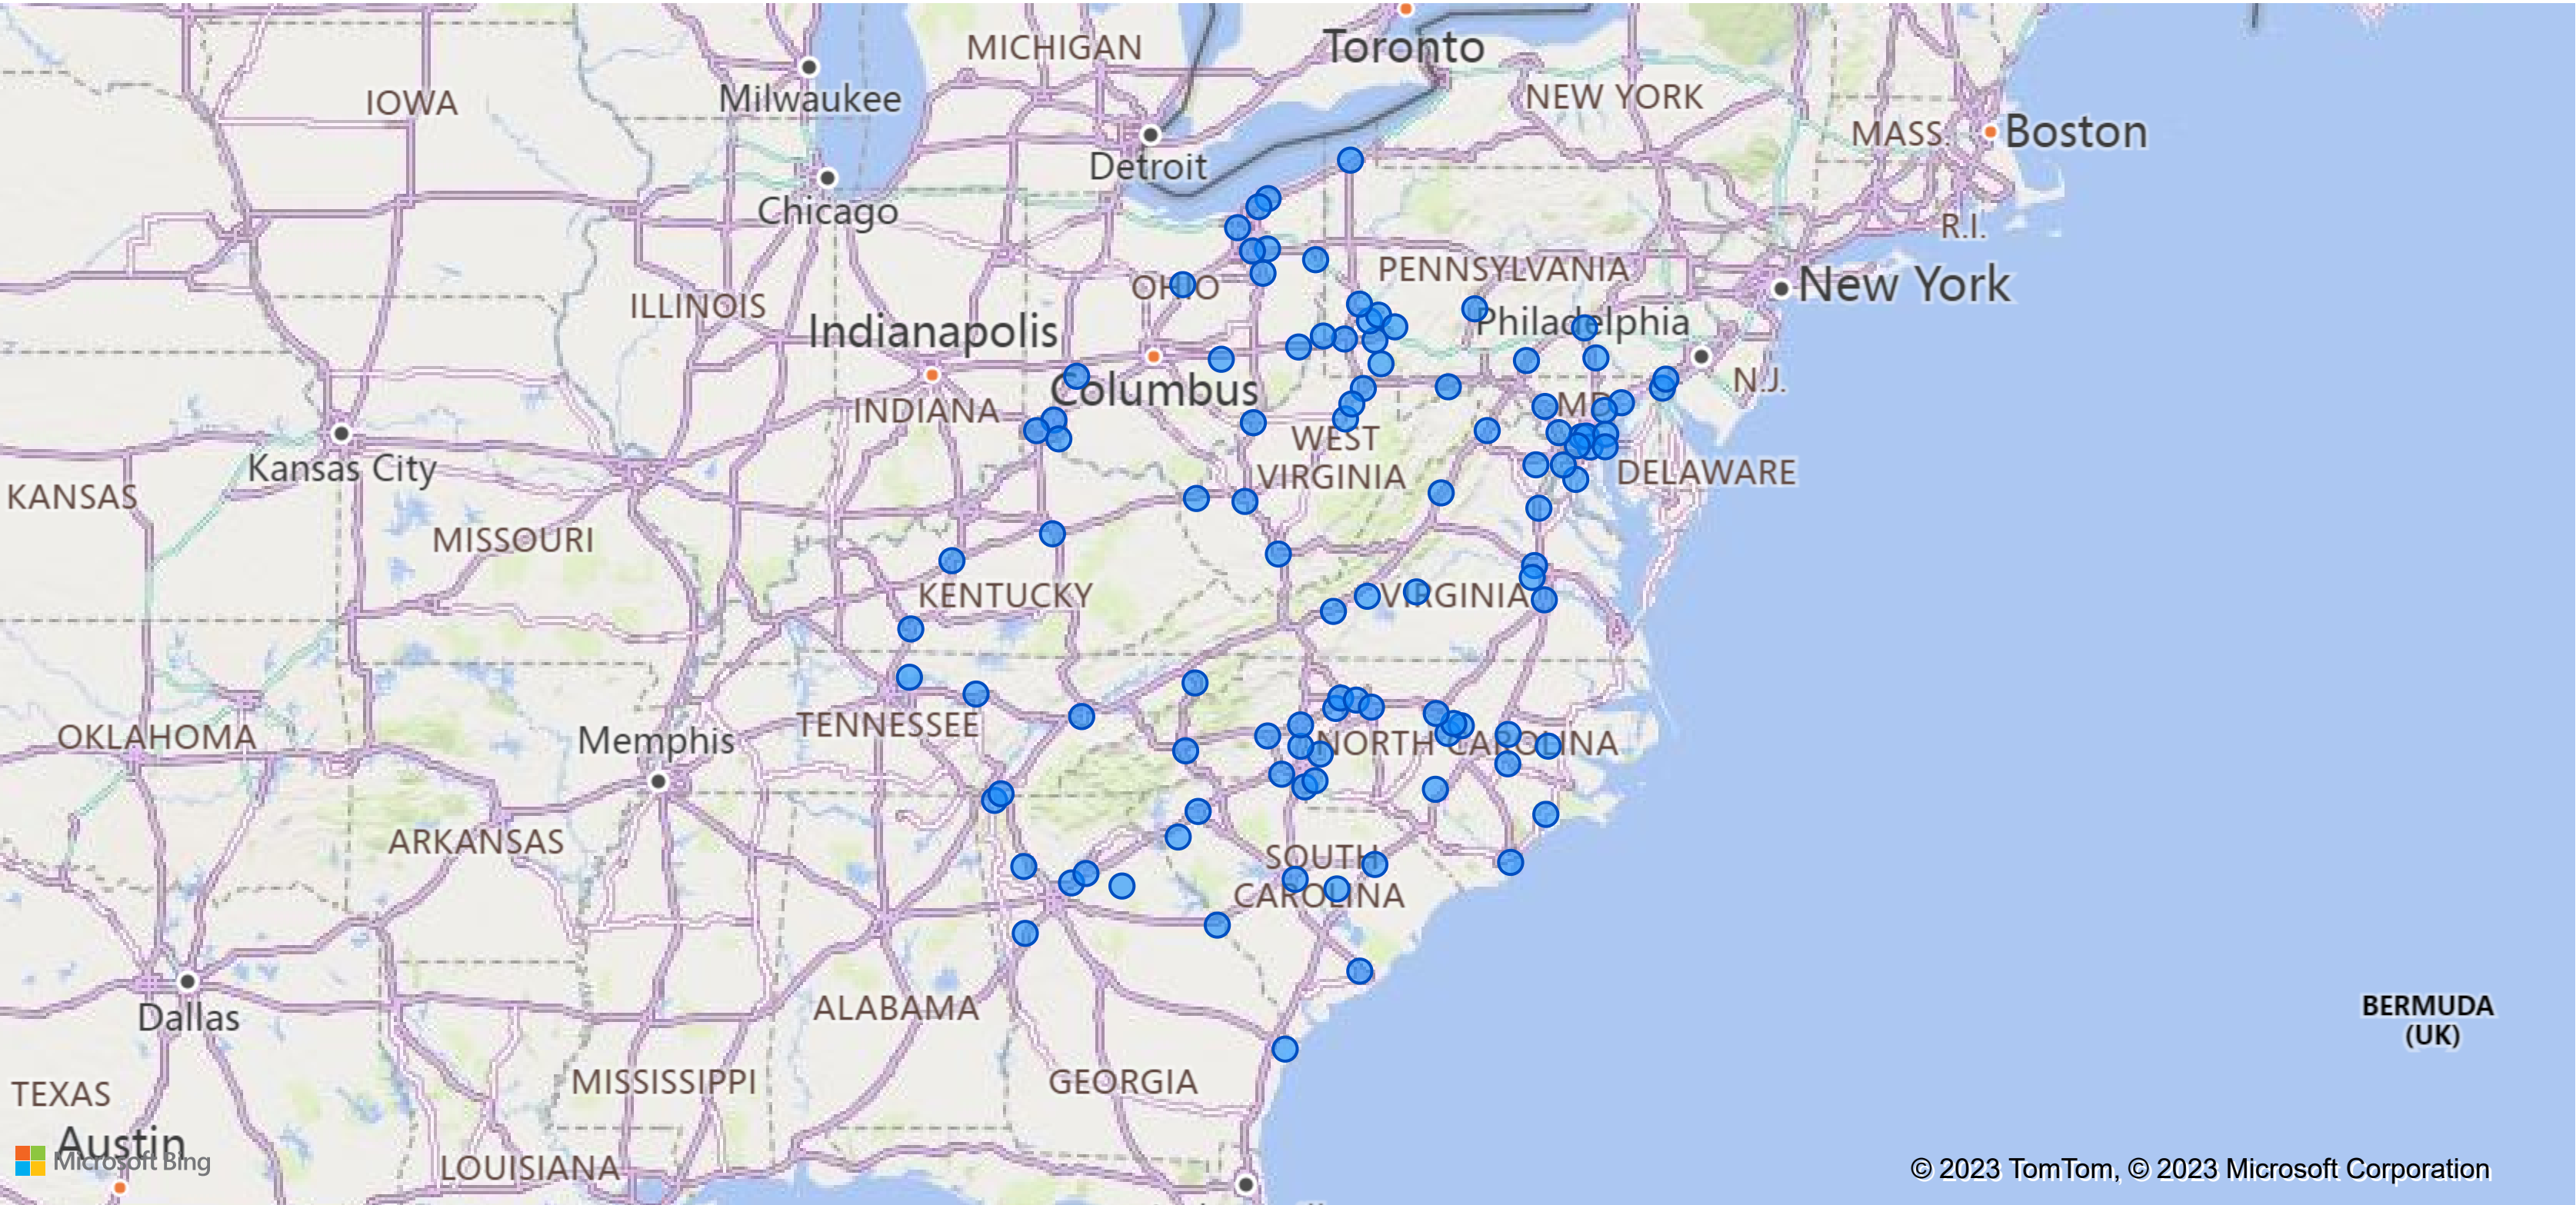 MICHIGAN
Toronto
IOWA
Milwaukee
NEW YORK
MASS.
Boston
Detroit
Chicago
R.I.
OHIO
PENNSYLVANIA
New York
ILLINOIS
Indianapolis
Philadelphia
Columbus
N.J.
INDIANA
MD
WEST
VIRGINIA
Kansas City
DELAWARE
KANSAS
MISSOURI
KENTUCKY
VIRGINIA
OKLAHOMA
Memphis
TENNESSEE
NORTH CAROLINA
ARKANSAS
SOUTH
CAROLINA
Dallas
ALABAMA
BERMUDA
(UK)
TEXAS
MISSISSIPPI
GEORGIA
Austin
Microsoft Bing
LOUISIANA
© 2023 TomTom, © 2023 Microsoft Corporation